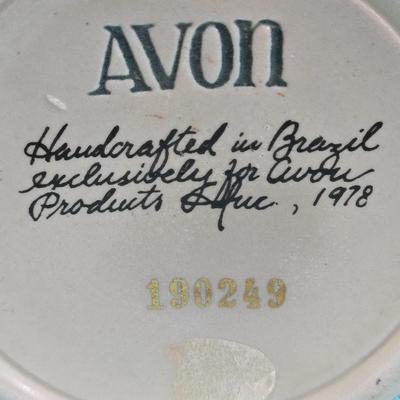 AVON
Handcrafted in Brazil
exclusively for Avon
Products Inc., 1978
190249